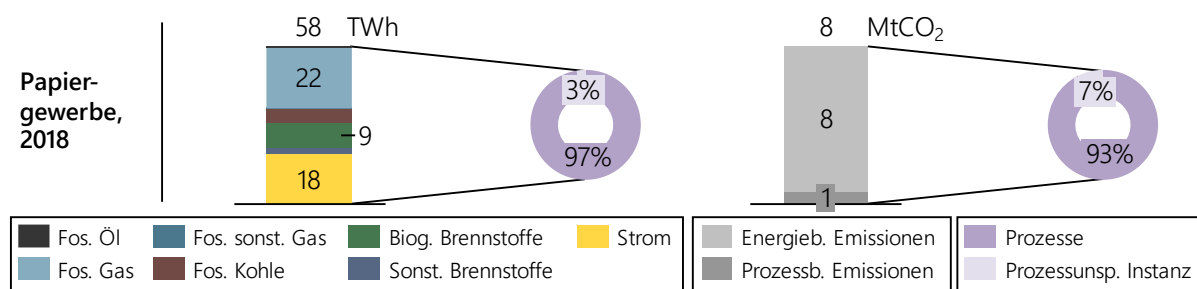 58 TWh
8 MtCO₂
Papier-
gewerbe,
2018
22
9
18
3%
97%
8
1
7%
93%
Fos. Öl
Fos. sonst. Gas
Biog. Brennstoffe
Strom
Fos. Gas
Fos. Kohle
Sonst. Brennstoffe
Energieb. Emissionen
Prozessb. Emissionen
Prozesse
Prozessunsp. Instanz